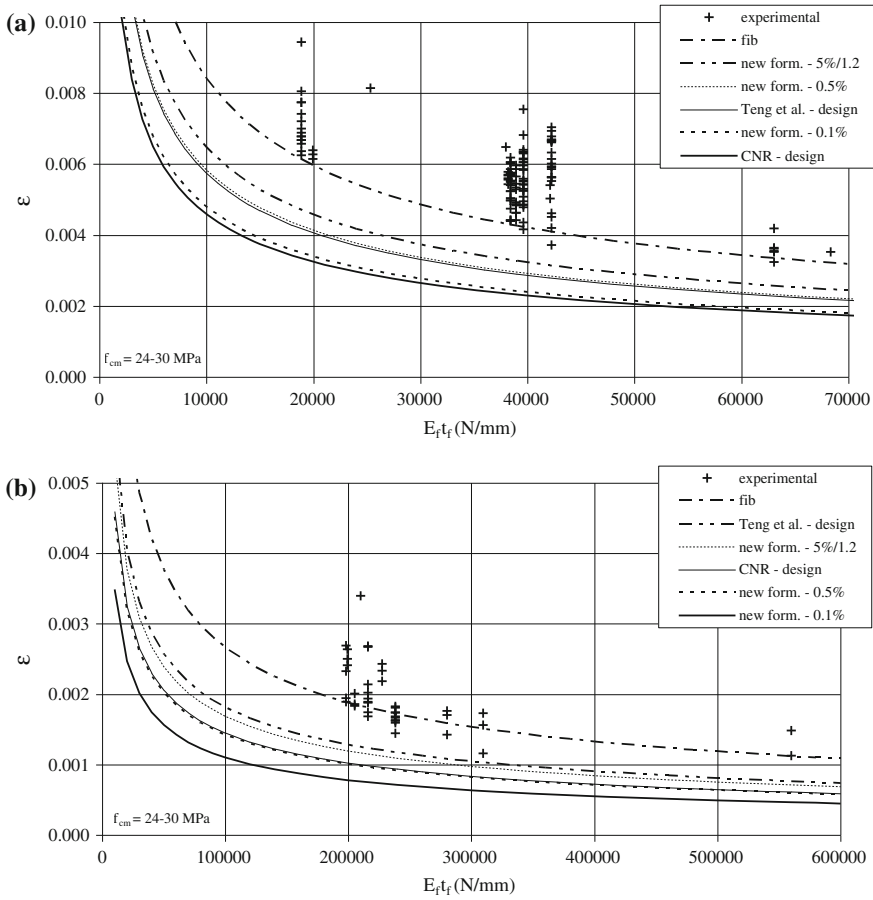 (a)
0.010
0.008
0.006
0.004
0.002
0.000
ε
f_cm = 24-30 MPa
0
10000
20000
30000
40000
50000
60000
70000
E_f t_f (N/mm)
experimental
fib
new form. - 5%/1.2
new form. - 0.5%
Teng et al. - design
new form. - 0.1%
CNR - design
(b)
0.005
0.004
0.003
0.002
0.001
0.000
ε
f_cm = 24-30 MPa
0
100000
200000
300000
400000
500000
600000
E_f t_f (N/mm)
experimental
fib
Teng et al. - design
new form. - 5%/1.2
CNR - design
new form. - 0.5%
new form. - 0.1%